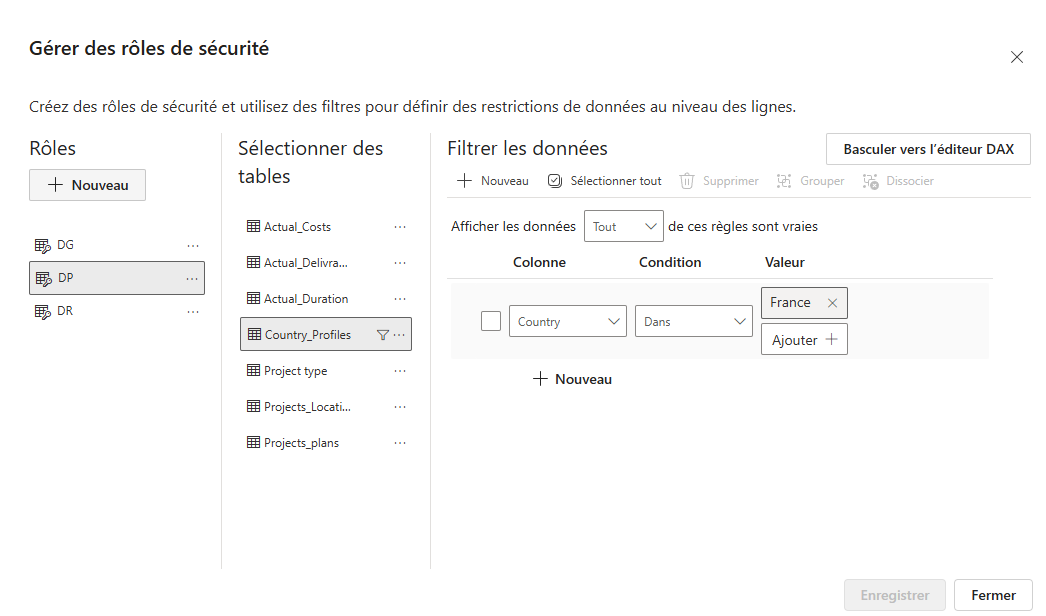 Gérer des rôles de sécurité
Créez des rôles de sécurité et utilisez des filtres pour définir des restrictions de données au niveau des lignes.
Rôles
Nouveau
DG
DP
DR
Sélectionner des
tables
Actual_Costs
Actual_Delivra...
Actual_Duration
Country_Profiles
Project type
Projects_Locati...
Projects_plans
Filtrer les données
Basculer vers l’éditeur DAX
Nouveau Sélectionner tout Supprimer Grouper Dissocier
Afficher les données Tout de ces règles sont vraies
Colonne Condition Valeur
Country Dans France
Ajouter
Nouveau
Enregistrer Fermer